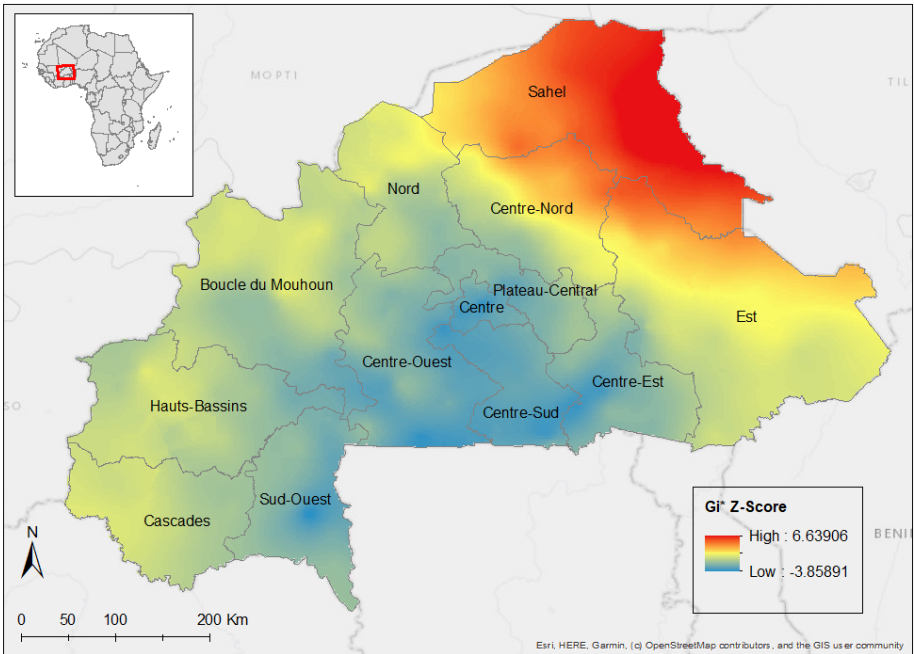 MOPTI
TIL
Sahel
Nord
Centre-Nord
Boucle du Mouhoun
Plateau-Central
Centre
Est
Centre-Ouest
Centre-Est
SO
Hauts-Bassins
Centre-Sud
Sud-Ouest
Cascades
Gi* Z-Score
High : 6.63906
Low : -3.85891
BENI
N
0 50 100 200 Km
Esri, HERE, Garmin, (c) OpenStreetMap contributors, and the GIS user community